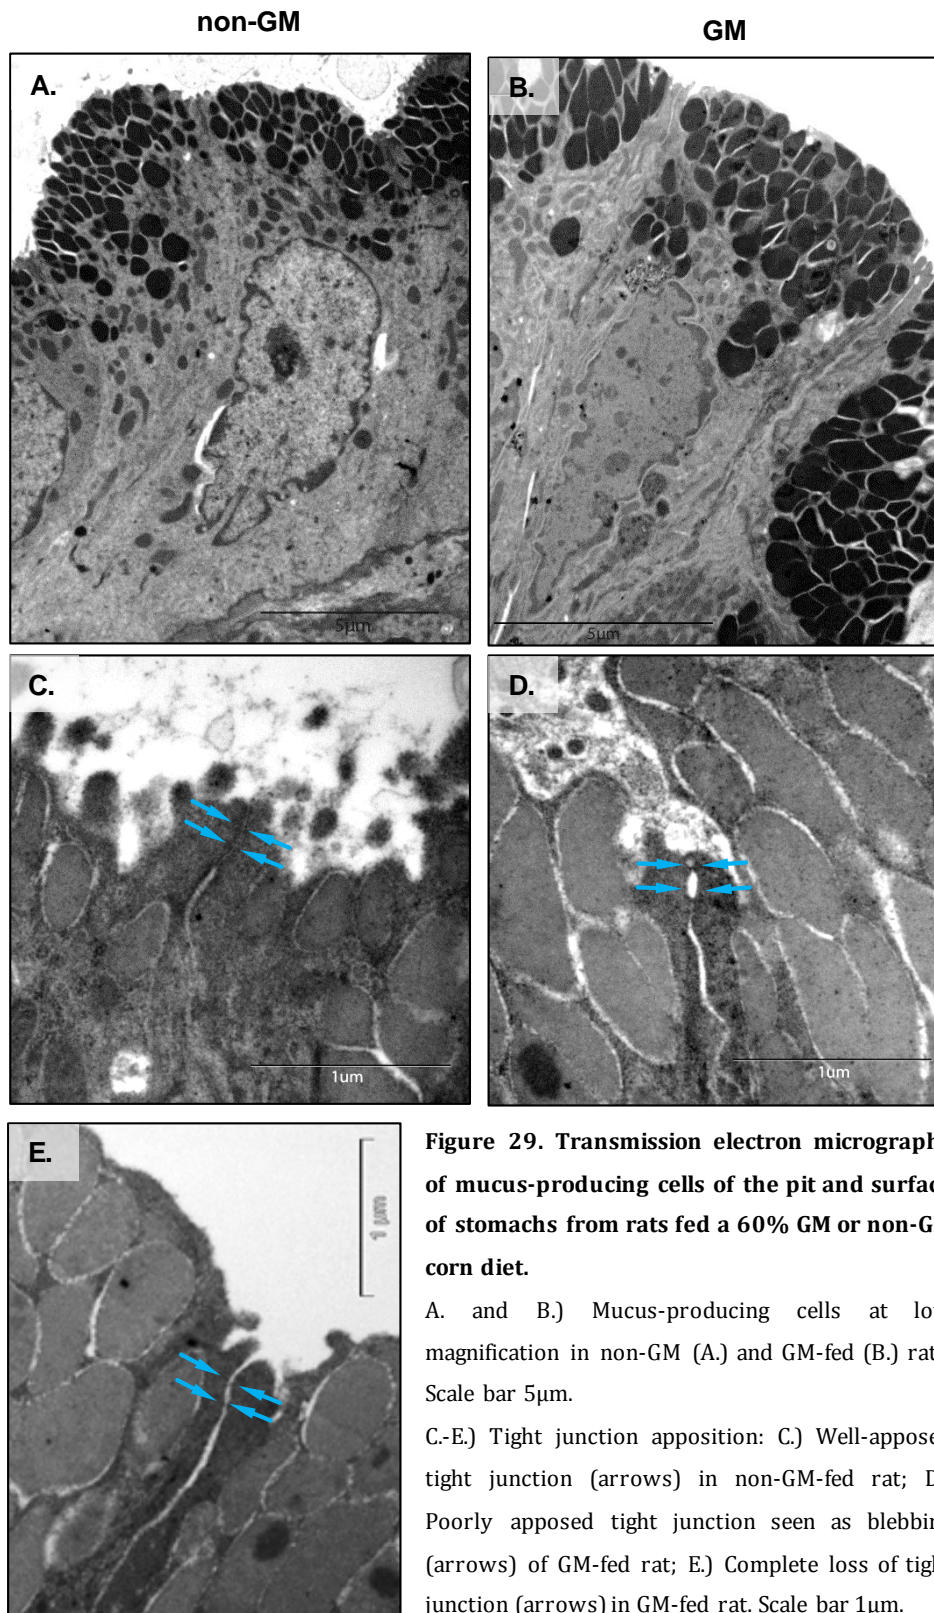 non-GM
GM
A.
B.
5µm
5µm
C.
D.
1um
1um
E.
1 µm
Figure 29. Transmission electron micrograph
of mucus-producing cells of the pit and surfac
of stomachs from rats fed a 60% GM or non-G
corn diet.
A. and B.) Mucus-producing cells at lo
magnification in non-GM (A.) and GM-fed (B.) rat
Scale bar 5µm.
C.-E.) Tight junction apposition: C.) Well-appose
tight junction (arrows) in non-GM-fed rat; D
Poorly apposed tight junction seen as blebbin
(arrows) of GM-fed rat; E.) Complete loss of tigh
junction (arrows) in GM-fed rat. Scale bar 1µm.